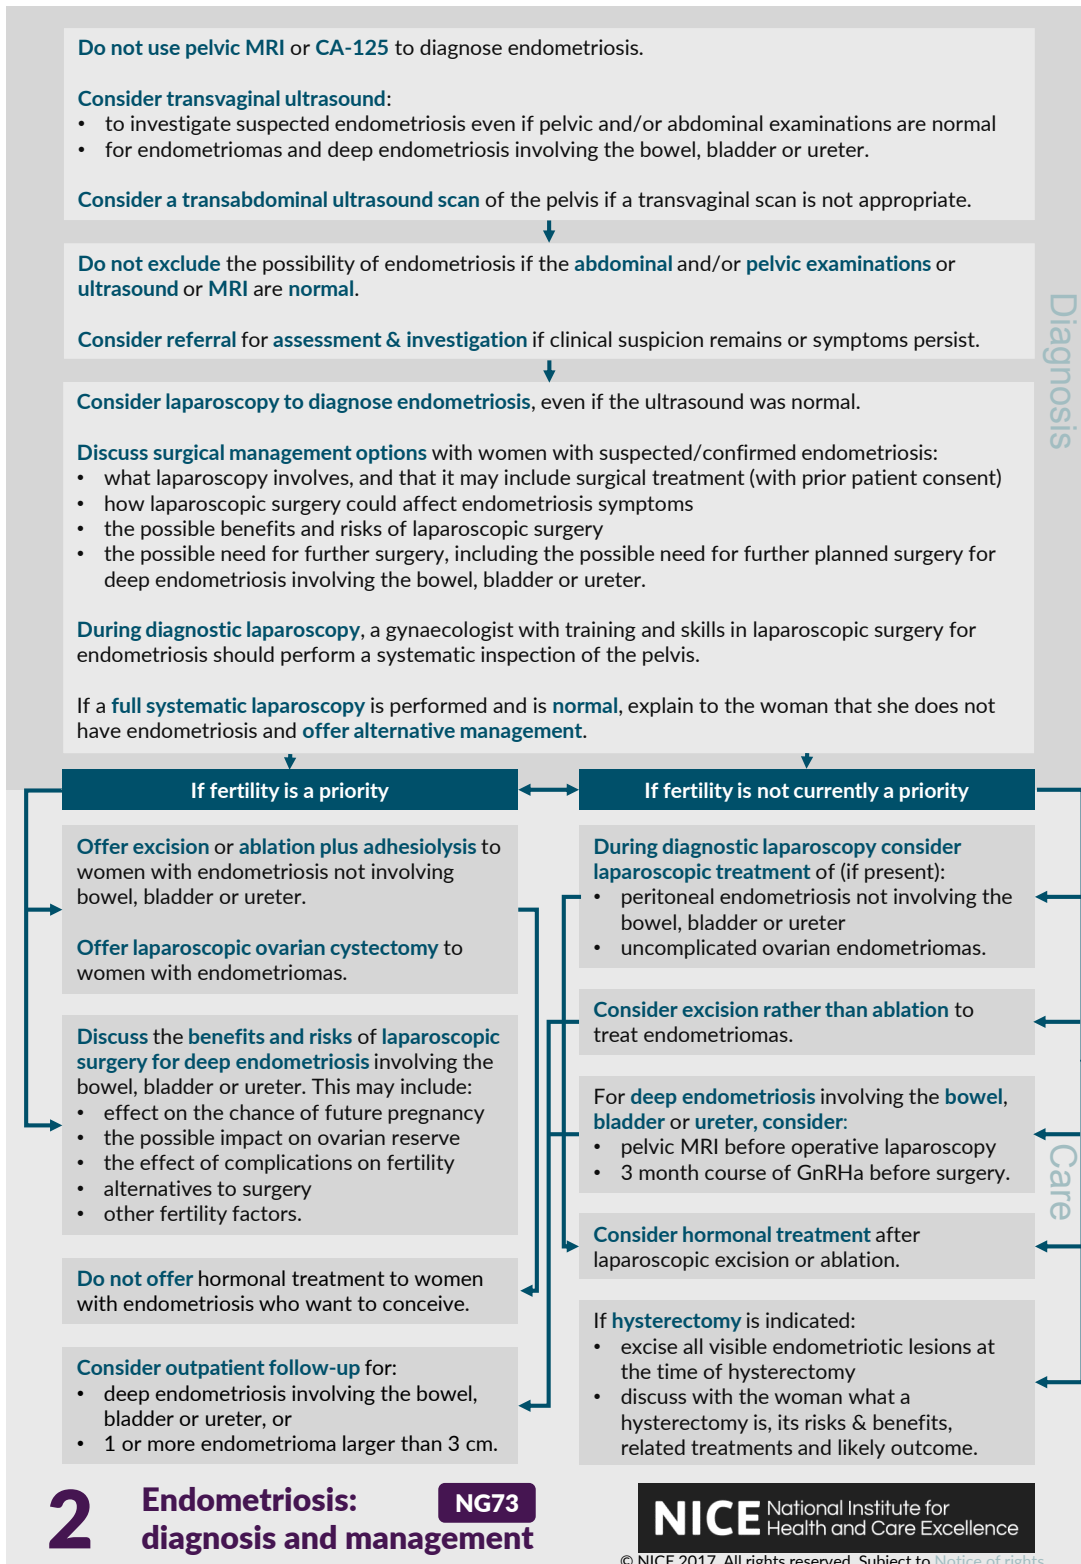 Do not use pelvic MRI or CA-125 to diagnose endometriosis.
Consider transvaginal ultrasound:
• to investigate suspected endometriosis even if pelvic and/or abdominal examinations are normal
• for endometriomas and deep endometriosis involving the bowel, bladder or ureter.
Consider a transabdominal ultrasound scan of the pelvis if a transvaginal scan is not appropriate.
Do not exclude the possibility of endometriosis if the abdominal and/or pelvic examinations or
ultrasound or MRI are normal.
Consider referral for assessment & investigation if clinical suspicion remains or symptoms persist.
Diagnosis
Consider laparoscopy to diagnose endometriosis, even if the ultrasound was normal.
Discuss surgical management options with women with suspected/confirmed endometriosis:
• what laparoscopy involves, and that it may include surgical treatment (with prior patient consent)
• how laparoscopic surgery could affect endometriosis symptoms
• the possible benefits and risks of laparoscopic surgery
• the possible need for further surgery, including the possible need for further planned surgery for
deep endometriosis involving the bowel, bladder or ureter.
During diagnostic laparoscopy, a gynaecologist with training and skills in laparoscopic surgery for
endometriosis should perform a systematic inspection of the pelvis.
If a full systematic laparoscopy is performed and is normal, explain to the woman that she does not
have endometriosis and offer alternative management.
If fertility is a priority
Offer excision or ablation plus adhesiolysis to
women with endometriosis not involving
bowel, bladder or ureter.
Offer laparoscopic ovarian cystectomy to
women with endometriomas.
Discuss the benefits and risks of laparoscopic
surgery for deep endometriosis involving the
bowel, bladder or ureter. This may include:
• effect on the chance of future pregnancy
• the possible impact on ovarian reserve
• the effect of complications on fertility
• alternatives to surgery
• other fertility factors.
Do not offer hormonal treatment to women
with endometriosis who want to conceive.
Consider outpatient follow-up for:
• deep endometriosis involving the bowel,
bladder or ureter, or
• 1 or more endometrioma larger than 3 cm.
If fertility is not currently a priority
During diagnostic laparoscopy consider
laparoscopic treatment of (if present):
• peritoneal endometriosis not involving the
bowel, bladder or ureter
• uncomplicated ovarian endometriomas.
Consider excision rather than ablation to
treat endometriomas.
For deep endometriosis involving the bowel,
bladder or ureter, consider:
• pelvic MRI before operative laparoscopy
• 3 month course of GnRHa before surgery.
Consider hormonal treatment after
laparoscopic excision or ablation.
If hysterectomy is indicated:
• excise all visible endometriotic lesions at
the time of hysterectomy
• discuss with the woman what a
hysterectomy is, its risks & benefits,
related treatments and likely outcome.
Care
2
Endometriosis:
diagnosis and management
NG73
NICE National Institute for
Health and Care Excellence
© NICE 2017. All rights reserved. Subject to Notice of rights